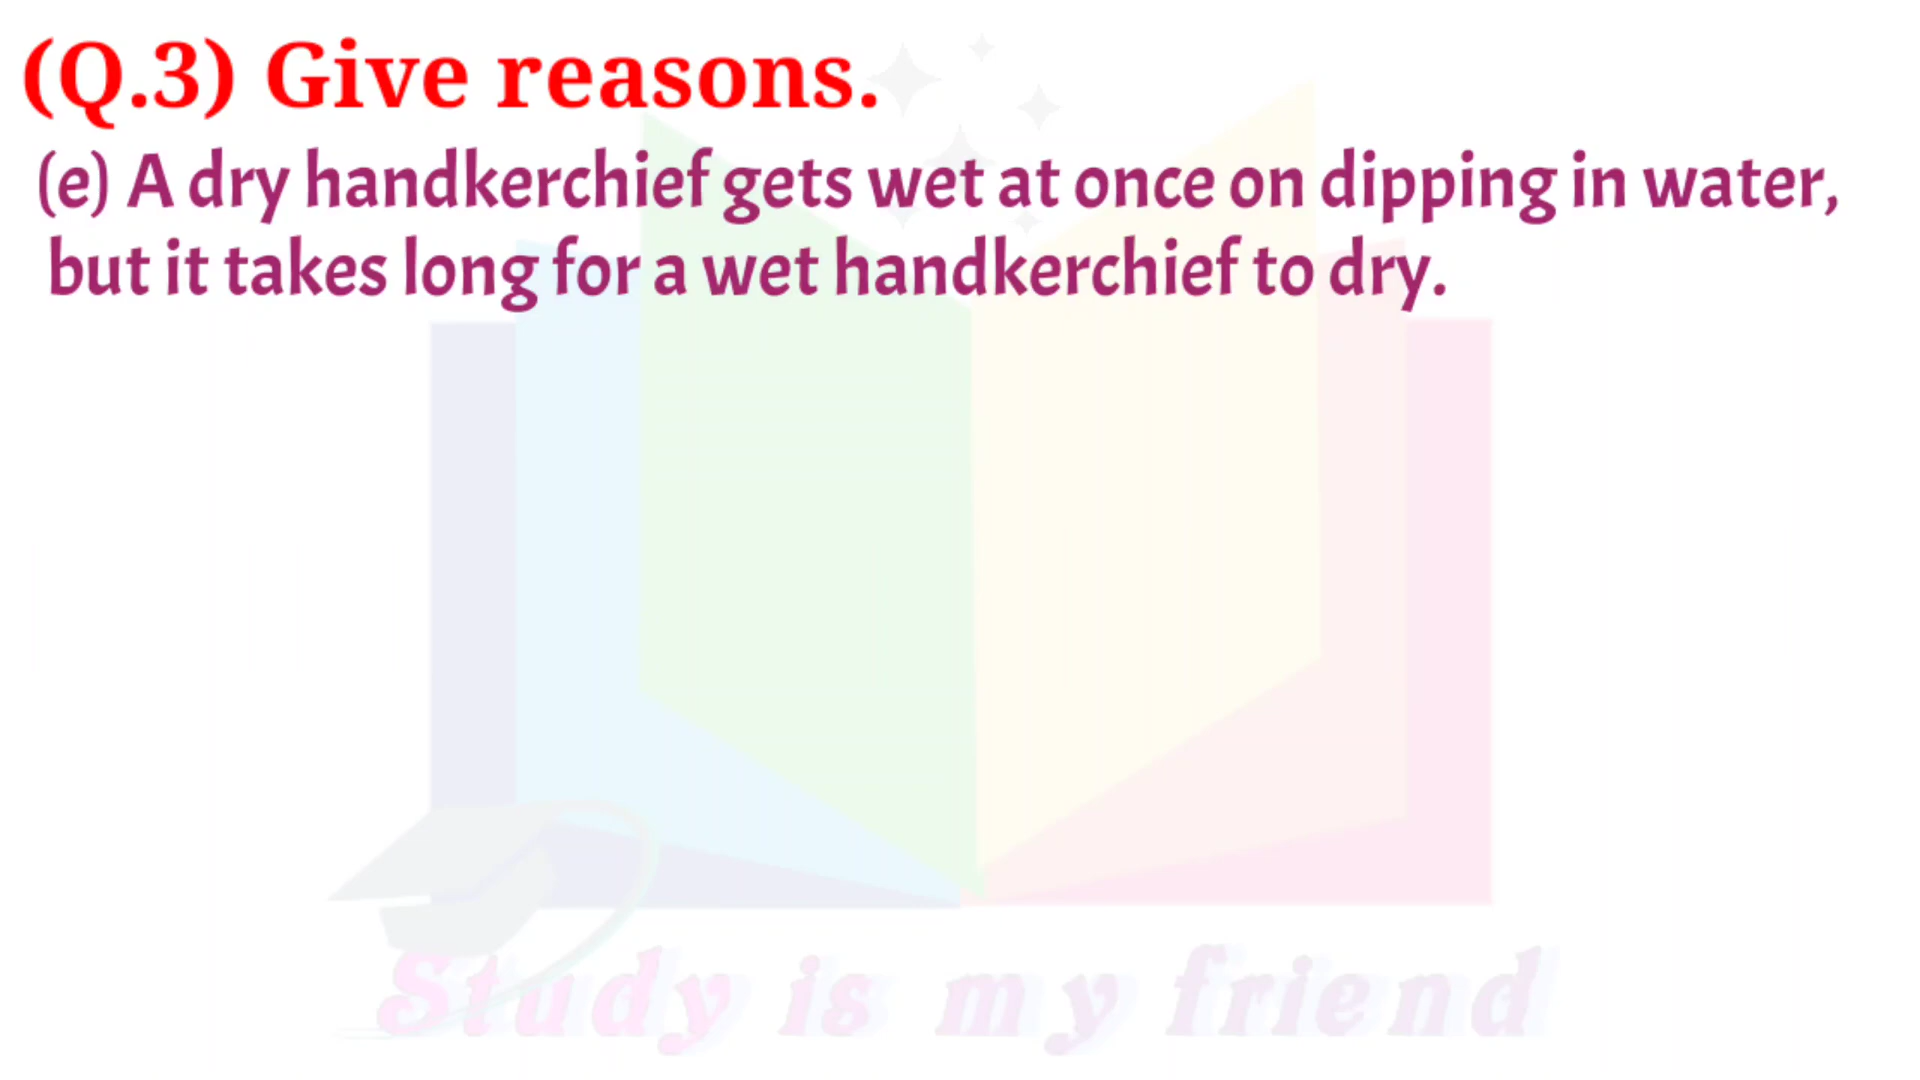 (Q.3) Give reasons.
(e) A dry handkerchief gets wet at once on dipping in water,
but it takes long for a wet handkerchief to dry.
Study is my friend